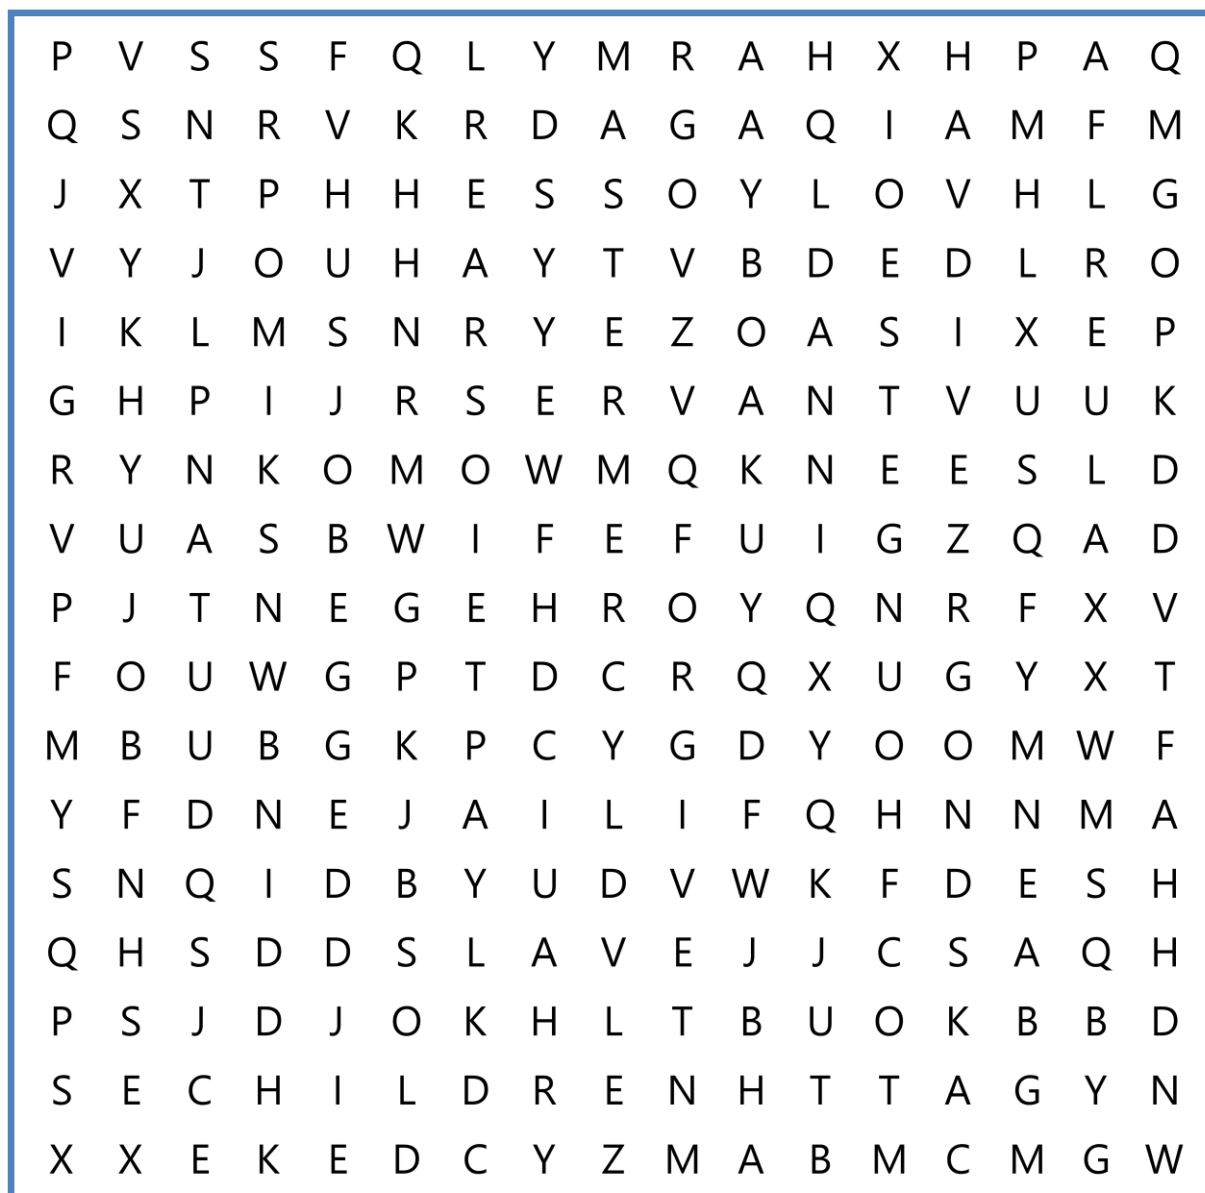 P V S S F Q L Y M R A H X H P A Q
Q S N R V K R D A G A Q I A M F M
J X T P H H E S S O Y L O V H L G
V Y J O U H A Y T V B D E D L R O
I K L M S N R Y E Z O A S I X E P
G H P I J R S E R V A N T V U U K
R Y N K O M O W M Q K N E E S L D
V U A S B W I F E F U I G Z Q A D
P J T N E G E H R O Y Q N R F X V
F O U W G P T D C R Q X U G Y X T
M B U B G K P C Y G D Y O O M W F
Y F D N E J A I L I F Q H N N M A
S N Q I D B Y U D V W K F D E S H
Q H S D D S L A V E J J C S A Q H
P S J D J O K H L T B U O K B B D
S E C H I L D R E N H T T A G Y N
X X E K E D C Y Z M A B M C M G W